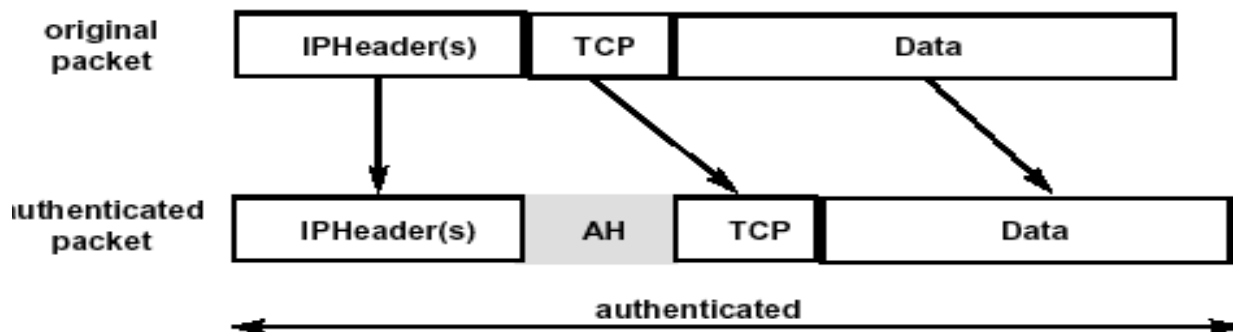 original
packet
IPHeader(s) TCP Data
uthenticated
packet
IPHeader(s) AH TCP Data
authenticated